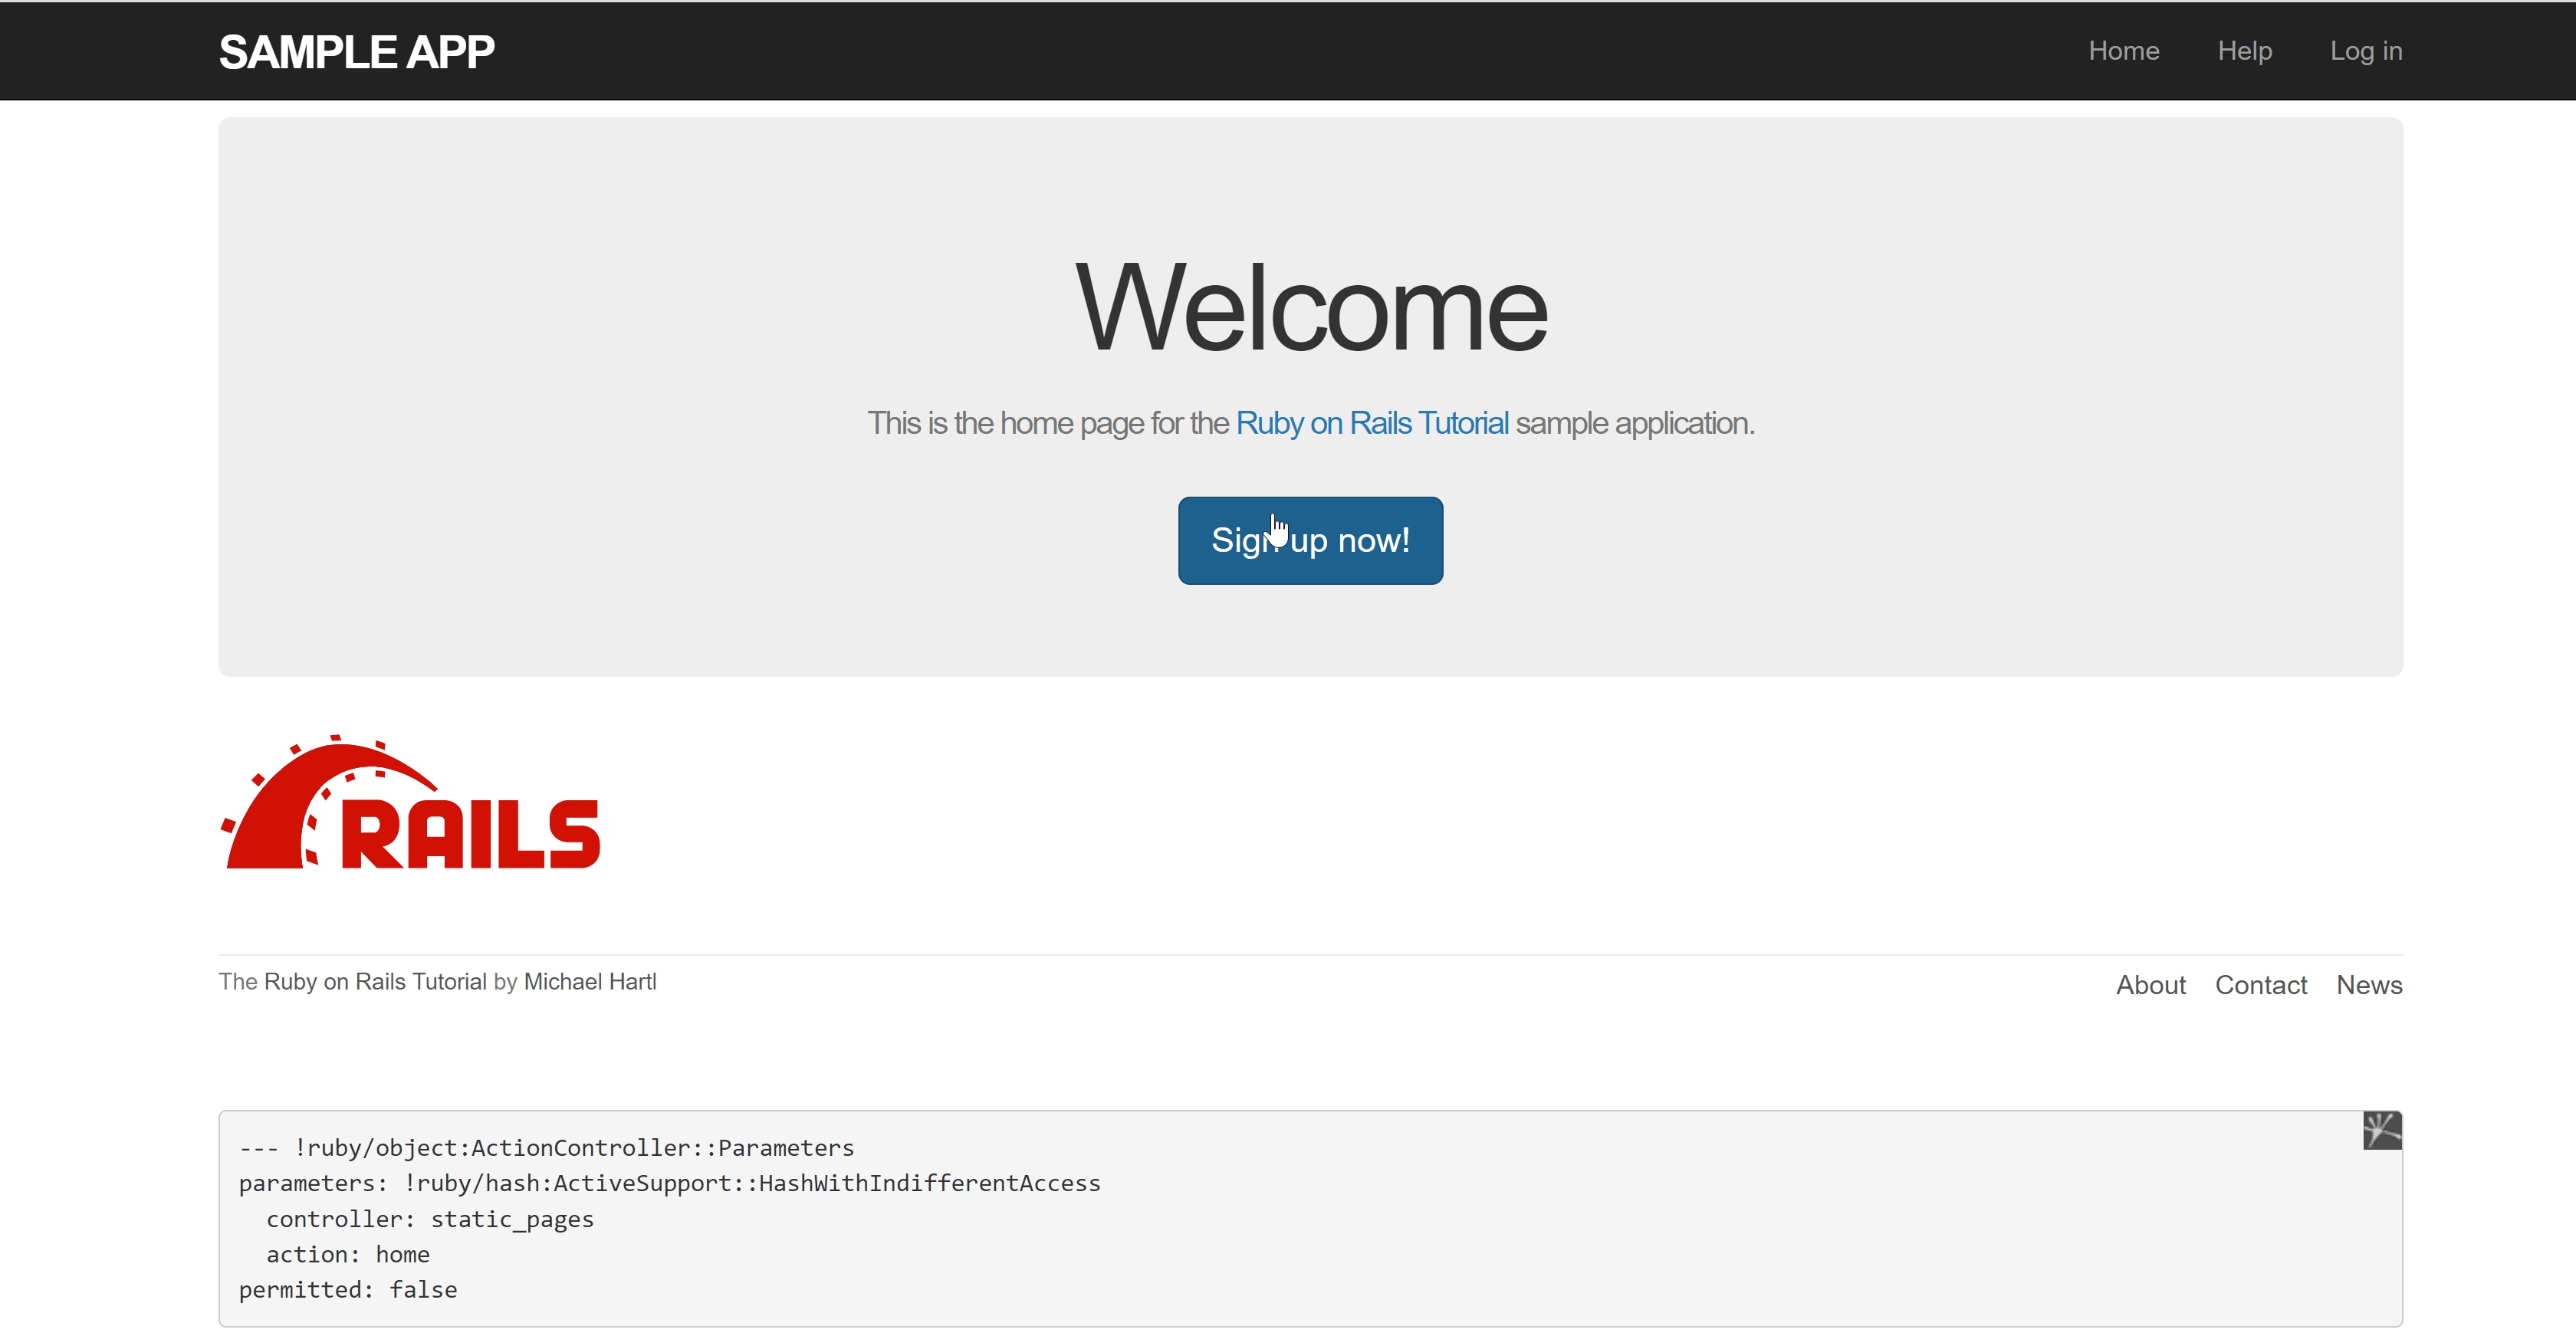 SAMPLE APP
Home Help Log in
Welcome
This is the home page for the Ruby on Rails Tutorial sample application.
Sign up now!
RAILS
The Ruby on Rails Tutorial by Michael Hartl
About Contact News
--- !ruby/object:ActionController::Parameters
parameters: !ruby/hash:ActiveSupport::HashWithIndifferentAccess
  controller: static_pages
  action: home
permitted: false